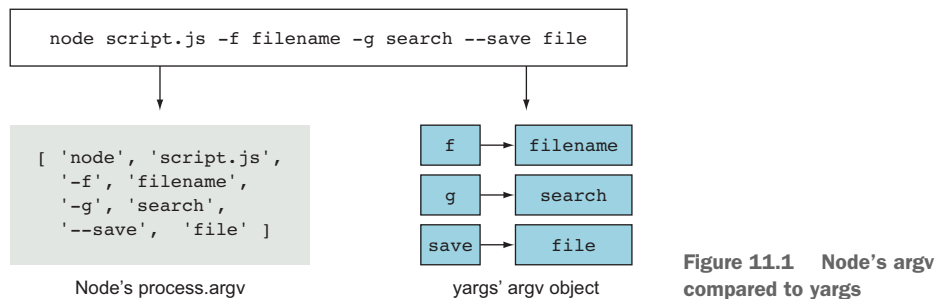 node script.js -f filename -g search --save file
[ 'node', 'script.js',
'-f', 'filename',
'-g', 'search',
'--save', 'file' ]
Node's process.argv
f filename
g search
save file
yargs' argv object
Figure 11.1 Node's argv
compared to yargs